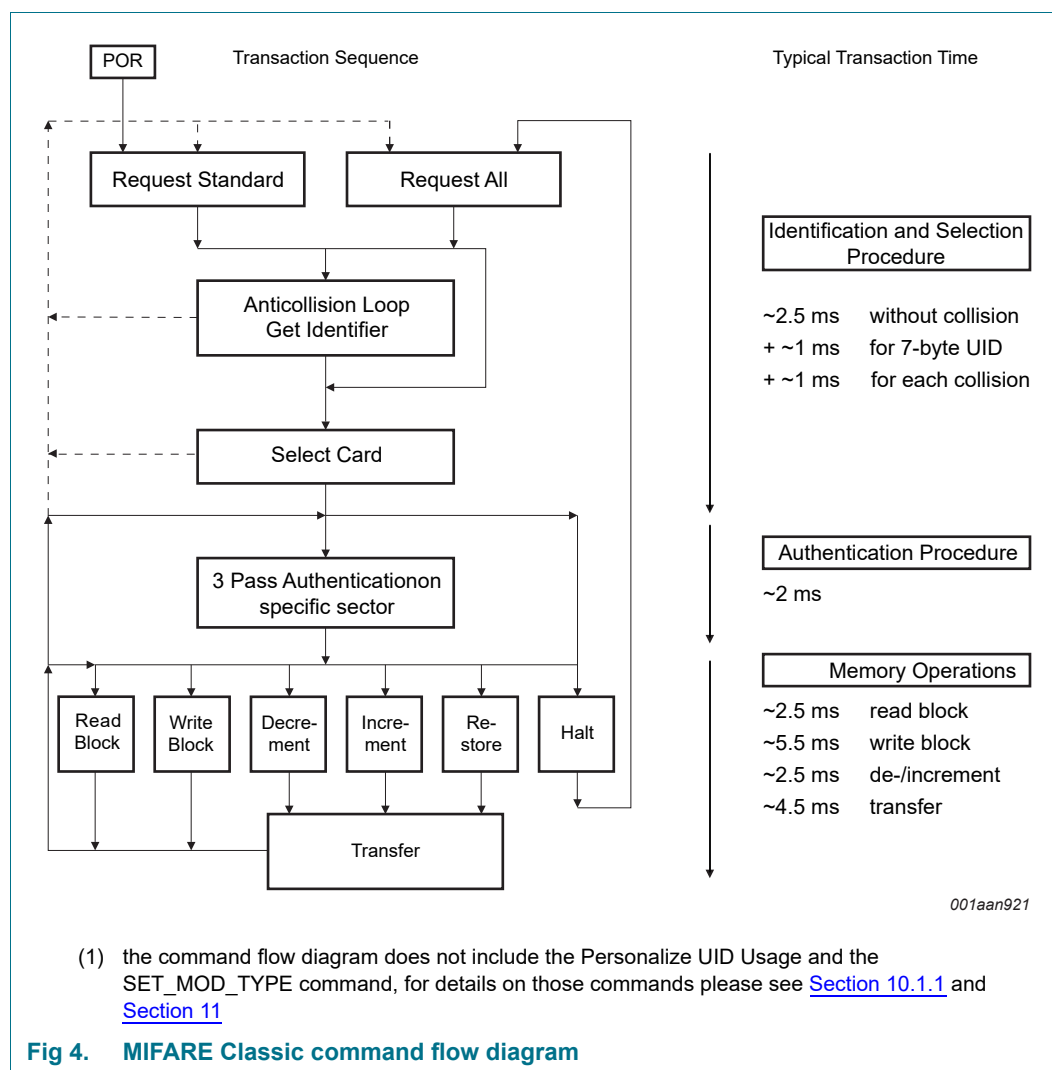 POR
Transaction Sequence
Typical Transaction Time
Request Standard
Request All
Identification and Selection
Procedure
Anticollision Loop
Get Identifier
~2.5 ms without collision
+ ~1 ms for 7-byte UID
+ ~1 ms for each collision
Select Card
Authentication Procedure
3 Pass Authenticationon
specific sector
~2 ms
Memory Operations
Read
Block
Write
Block
Decre-
ment
Incre-
ment
Re-
store
Halt
~2.5 ms read block
~5.5 ms write block
~2.5 ms de-/increment
~4.5 ms transfer
Transfer
001aan921
(1) the command flow diagram does not include the Personalize UID Usage and the
SET_MOD_TYPE command, for details on those commands please see Section 10.1.1 and
Section 11
Fig 4. MIFARE Classic command flow diagram